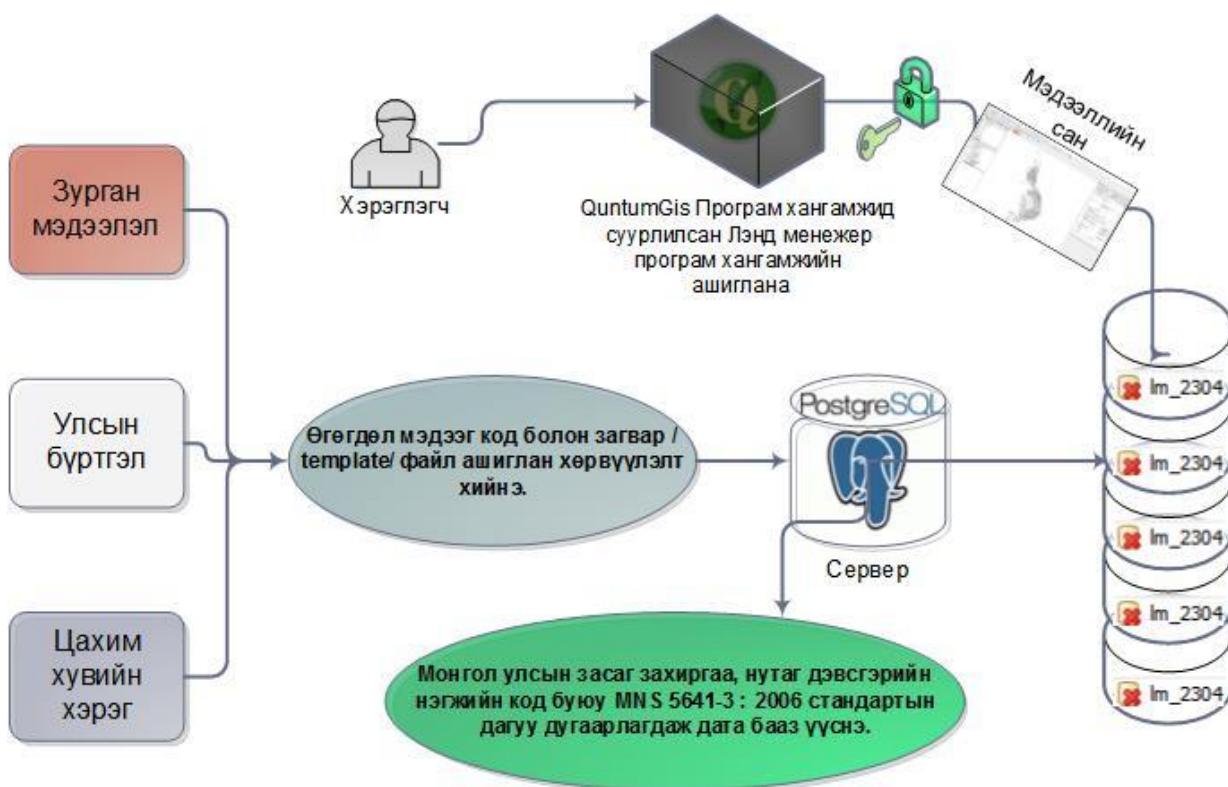 Мэдээллийн
сан
Хэрэглэгч
QuntumGis Програм хангамжид
суурлилсан Лэнд менежер
програм хангамжийн
ашиглана
Зурган
мэдээлэл
Улсын
бүртгэл
Цахим
хувийн
хэрэг
Өгөгдөл мэдээг код болон загвар /
template/ файл ашиглан хөрвүүлэлт
хийнэ.
PostgreSQL
Сервер
Монгол улсын засаг захиргаа, нутаг дэвсгэрийн
нэгжийн код буюу MNS 5641-3 : 2006 стандартын
дагуу дугаарлагдаж дата бааз үүснэ.
lm_2304
lm_2304
lm_2304
lm_2304
lm_2304